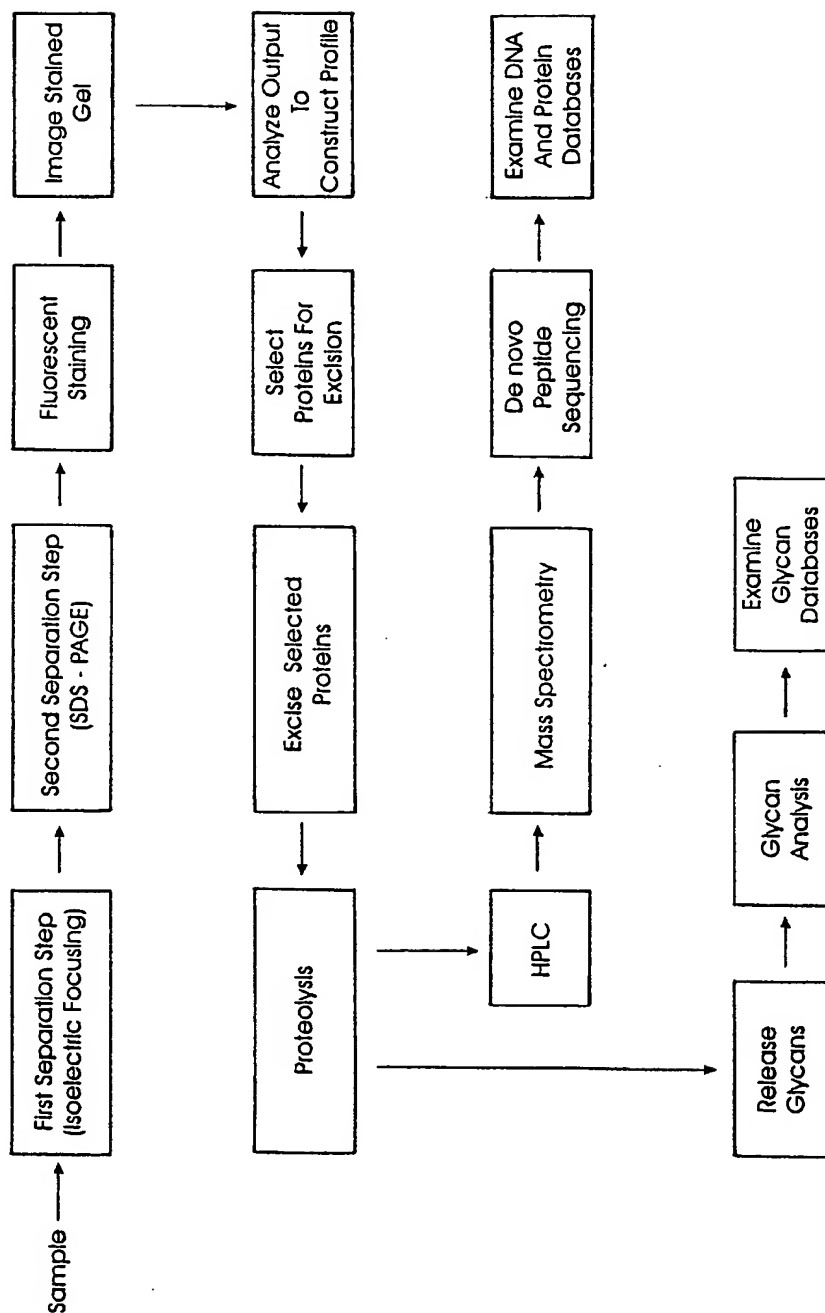 Sample
First Separation Step
(Isoelectric Focusing)
Second Separation Step
(SDS - PAGE)
Fluorescent
Staining
Image Stained
Gel
Analyze Output
To
Construct Profile
Select
Proteins For
Excision
Excise Selected
Proteins
Proteolysis
HPLC
Mass Spectrometry
De novo
Peptide
Sequencing
Examine DNA
And Protein
Databases
Release
Glycans
Glycan
Analysis
Examine
Glycan
Databases